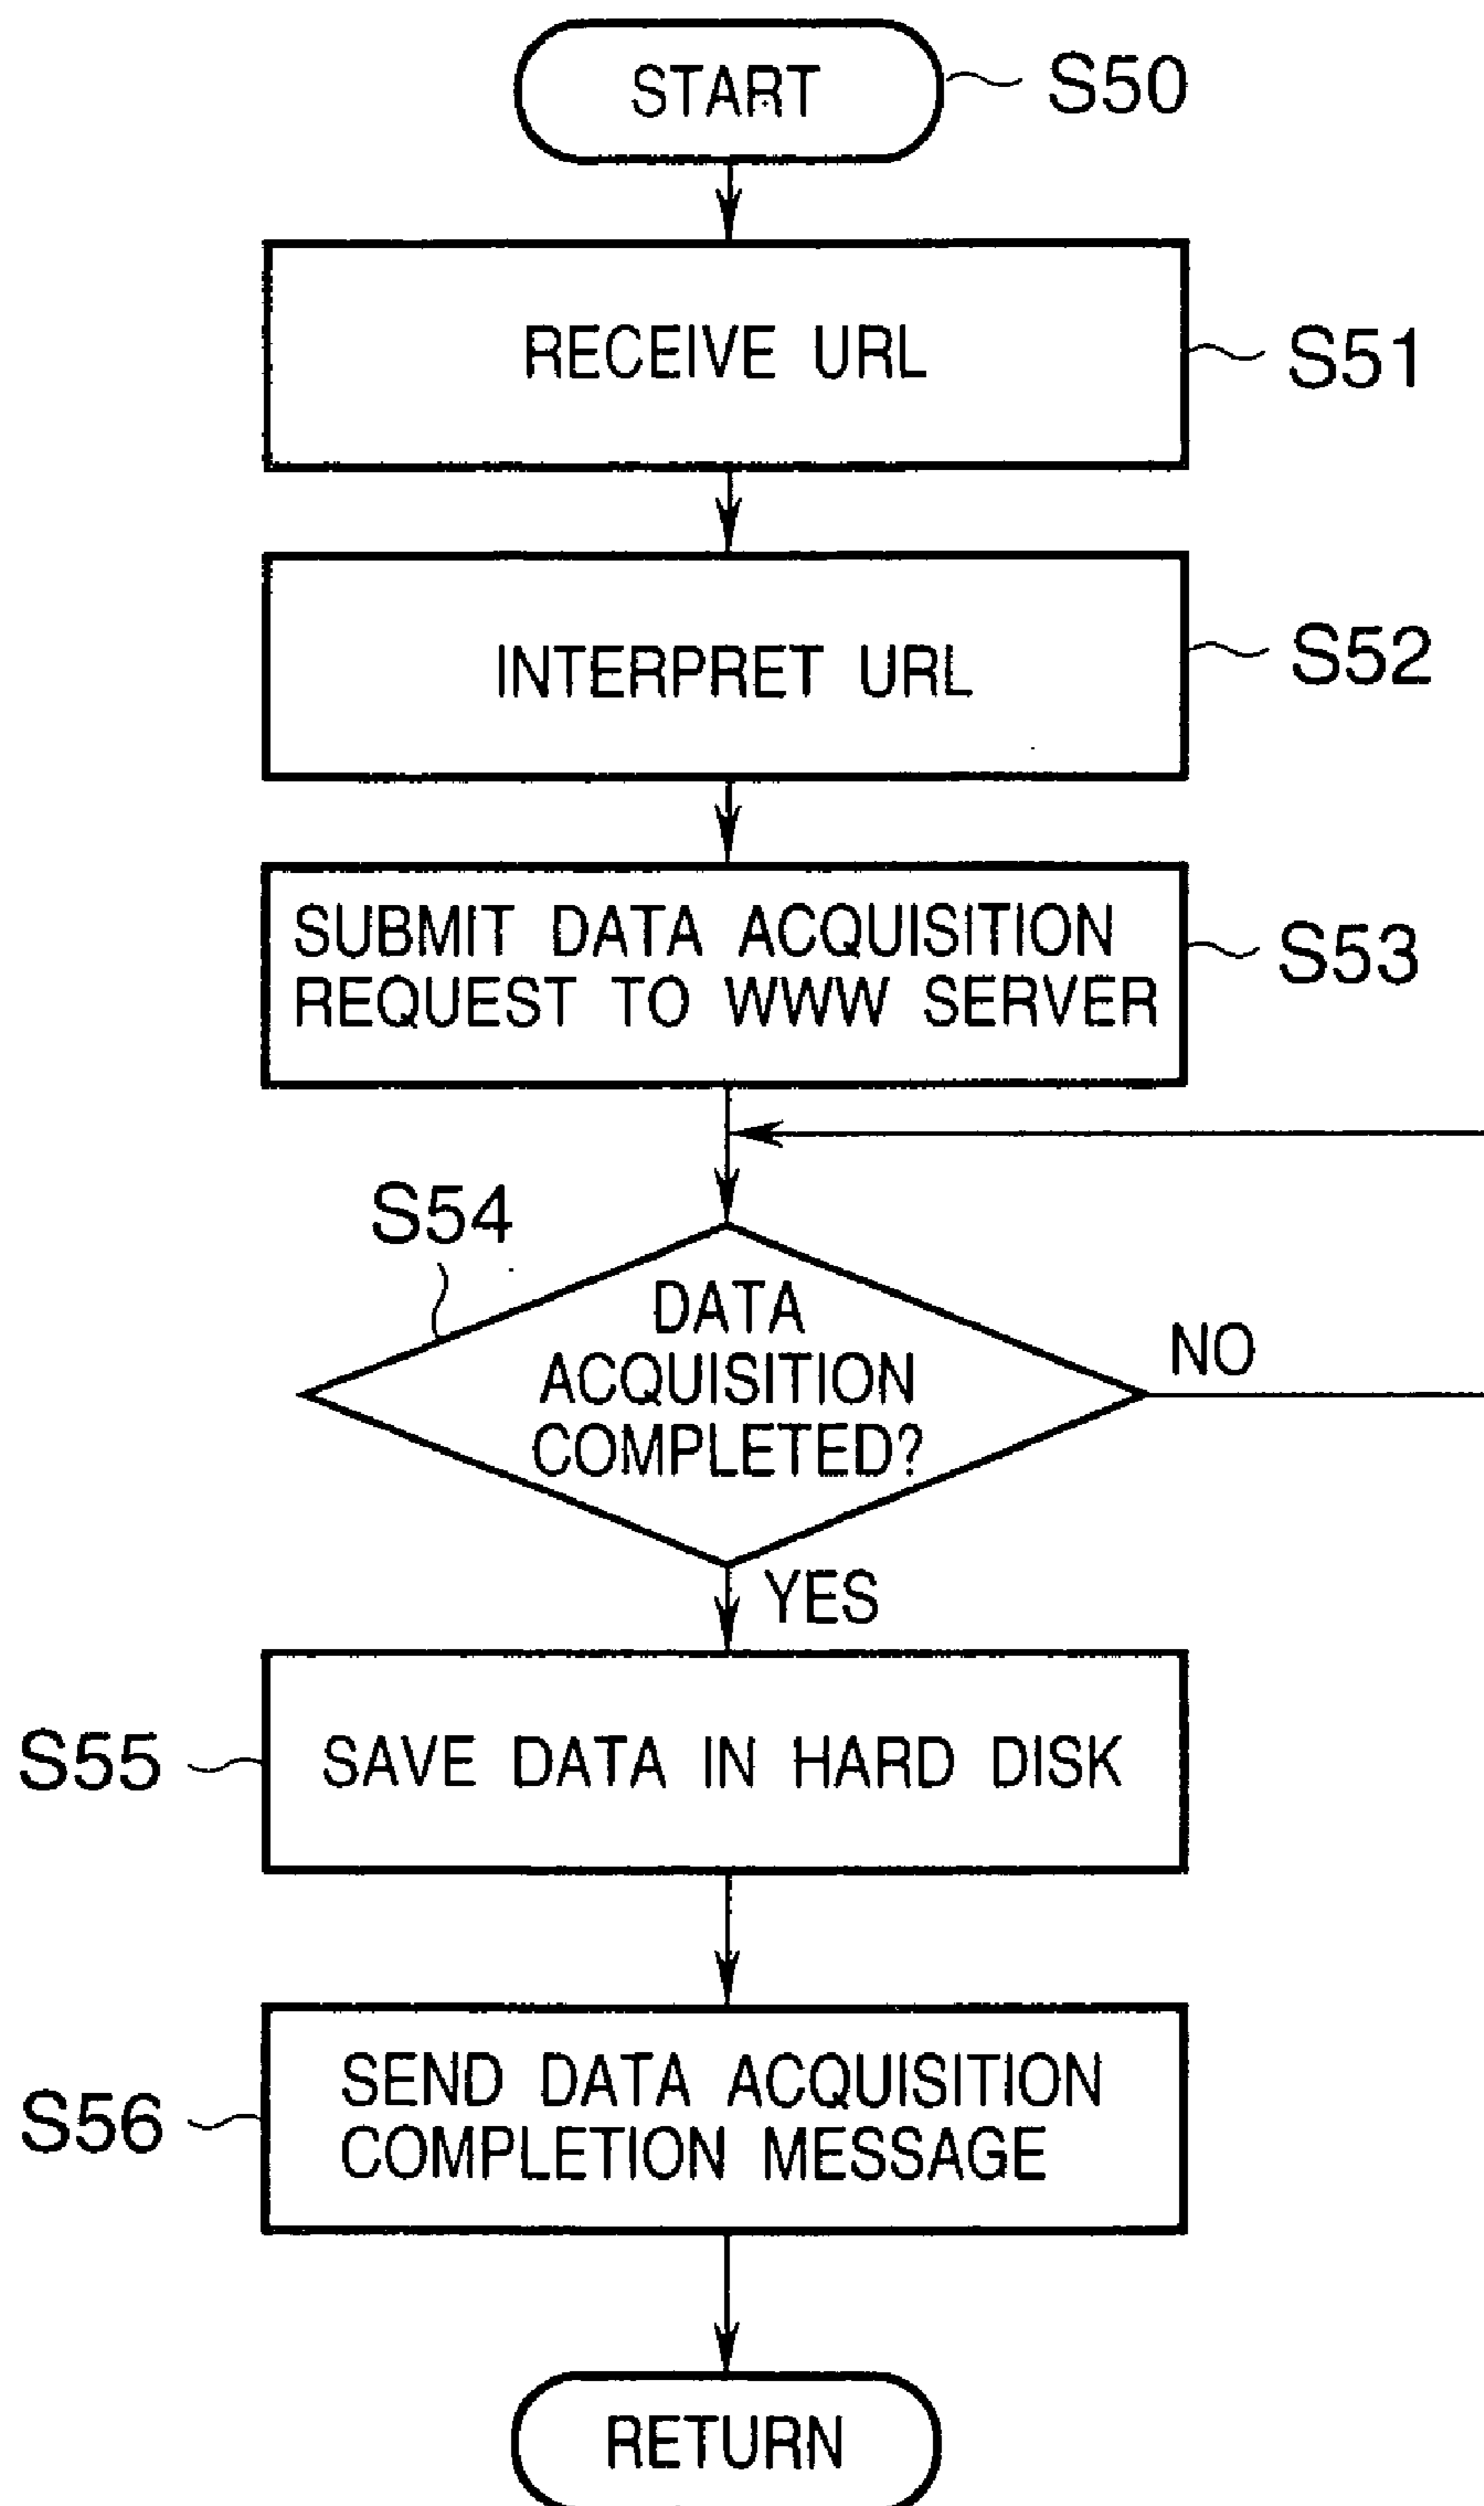 START
S50
RECEIVE URL
S51
INTERPRET URL
S52
SUBMIT DATA ACQUISITION
REQUEST TO WWW SERVER
S53
S54
DATA
ACQUISITION
COMPLETED?
NO
YES
S55
SAVE DATA IN HARD DISK
SEND DATA ACQUISITION
COMPLETION MESSAGE
S56
RETURN